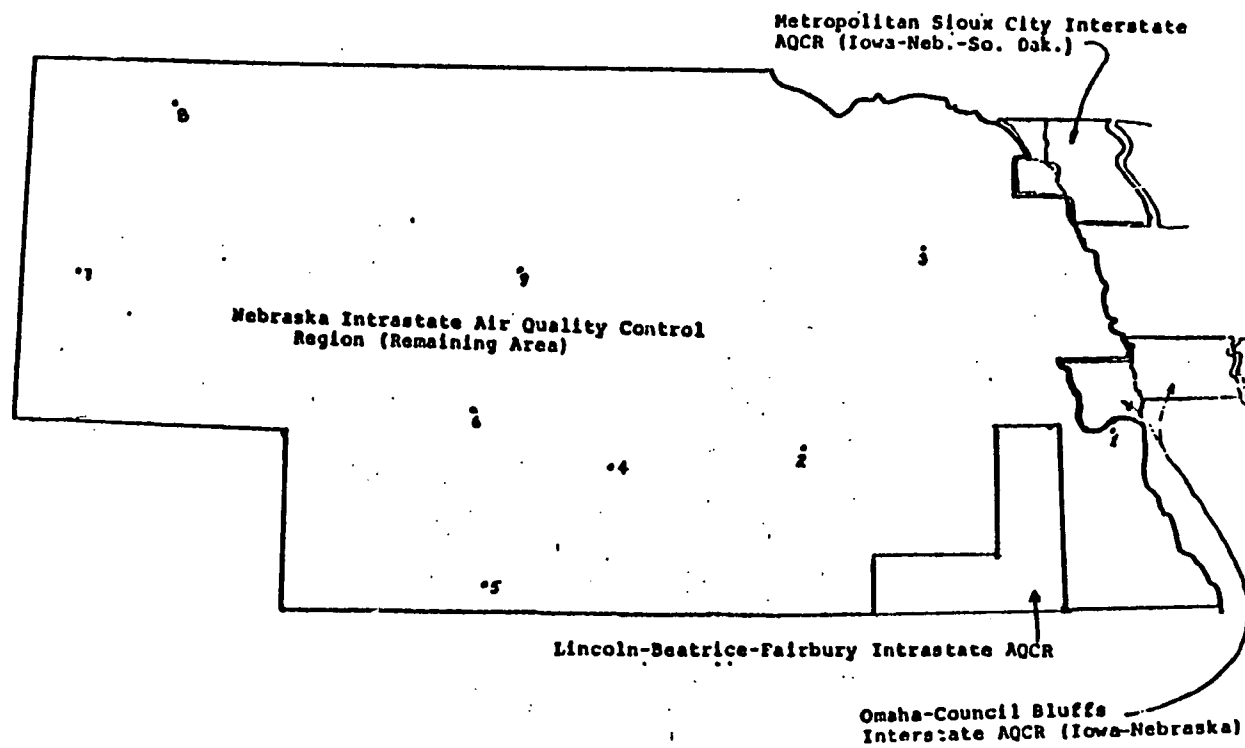 Metropolitan Sioux City Interstate
AQCR (Iowa-Neb.-So. Dak.)
8
3
7
9
Nebraska Intrastate Air Quality Control
Region (Remaining Area)
6
1
2
4
5
Lincoln-Beatrice-Fairbury Intrastate AQCR
Omaha-Council Bluffs
Interstate AQCR (Iowa-Nebraska)